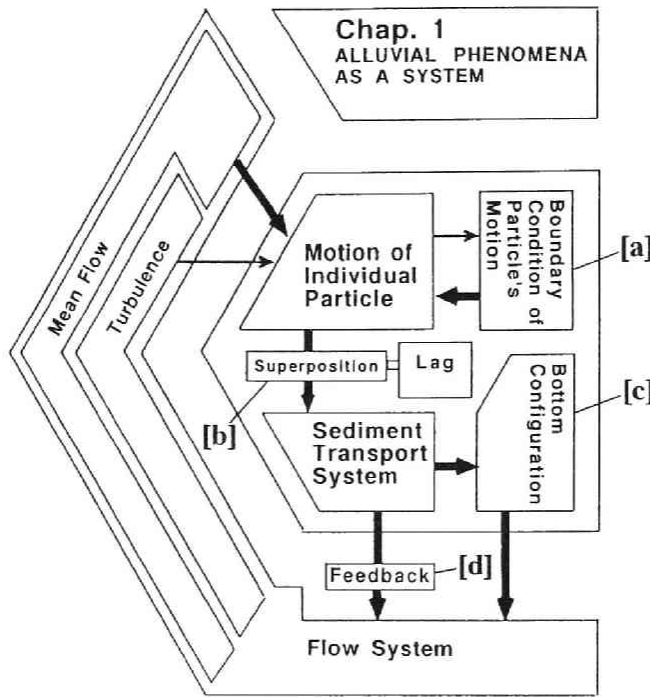 Chap. 1
ALLUVIAL PHENOMENA
AS A SYSTEM
Mean Flow
Turbulence
Motion of
Individual
Particle
Boundary
Condition of
Particle's
Motion
[a]
Superposition
Lag
[b]
Sediment
Transport
System
Bottom
Configuration
[c]
Feedback
[d]
Flow System